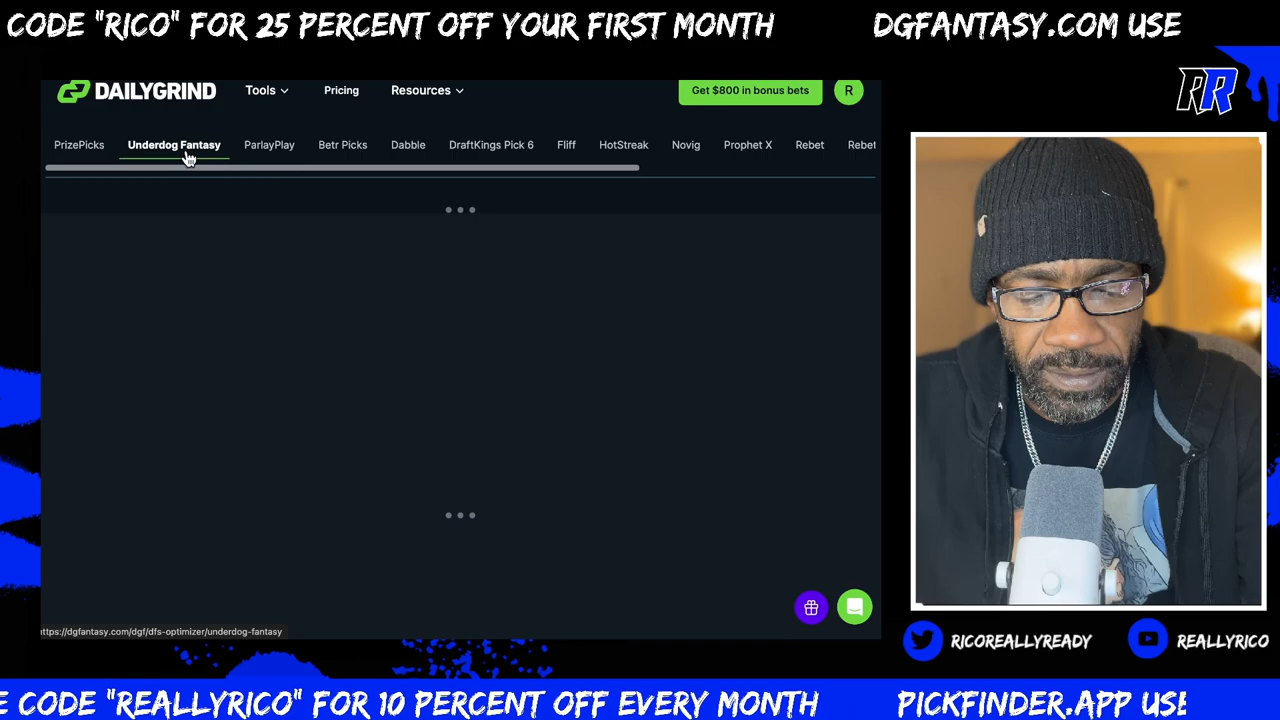 CODE "RICO" FOR 25 PERCENT OFF YOUR FIRST MONTH DGFANTASY.COM USE
RR
DAILYGRIND Tools Pricing Resources Get $800 in bonus bets R
PrizePicks Underdog Fantasy ParlayPlay Betr Picks Dabble DraftKings Pick 6 Fliff HotStreak Novig Prophet X Rebet Rebet
https://dgfantasy.com/dgf/dfs-optimizer/underdog-fantasy
RICOREALLYREADY REALLYRICO
E CODE "REALLYRICO" FOR 10 PERCENT OFF EVERY MONTH PICKFINDER.APP USE